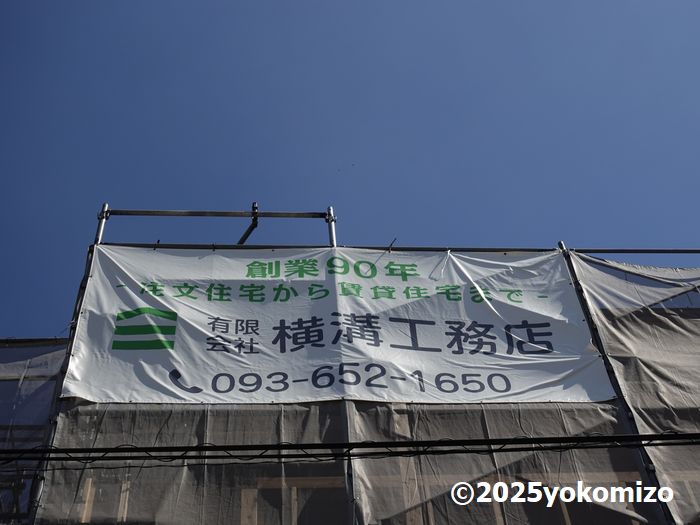 創業90年
-注文住宅から賃貸住宅まで-
有限会社 横溝工務店
093-652-1650
©2025yokomizo